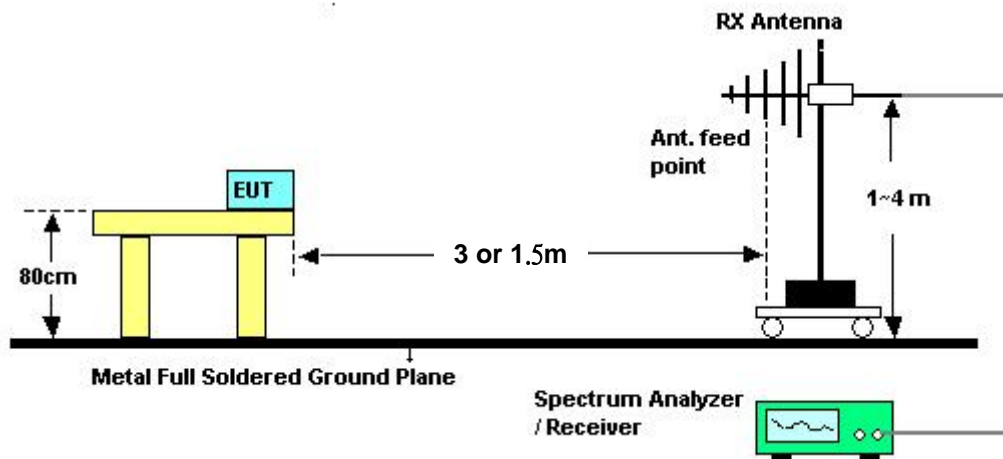 RX Antenna
Ant. feed
point
EUT
1~4 m
3 or 1.5m
80cm
Metal Full Soldered Ground Plane
Spectrum Analyzer
/ Receiver